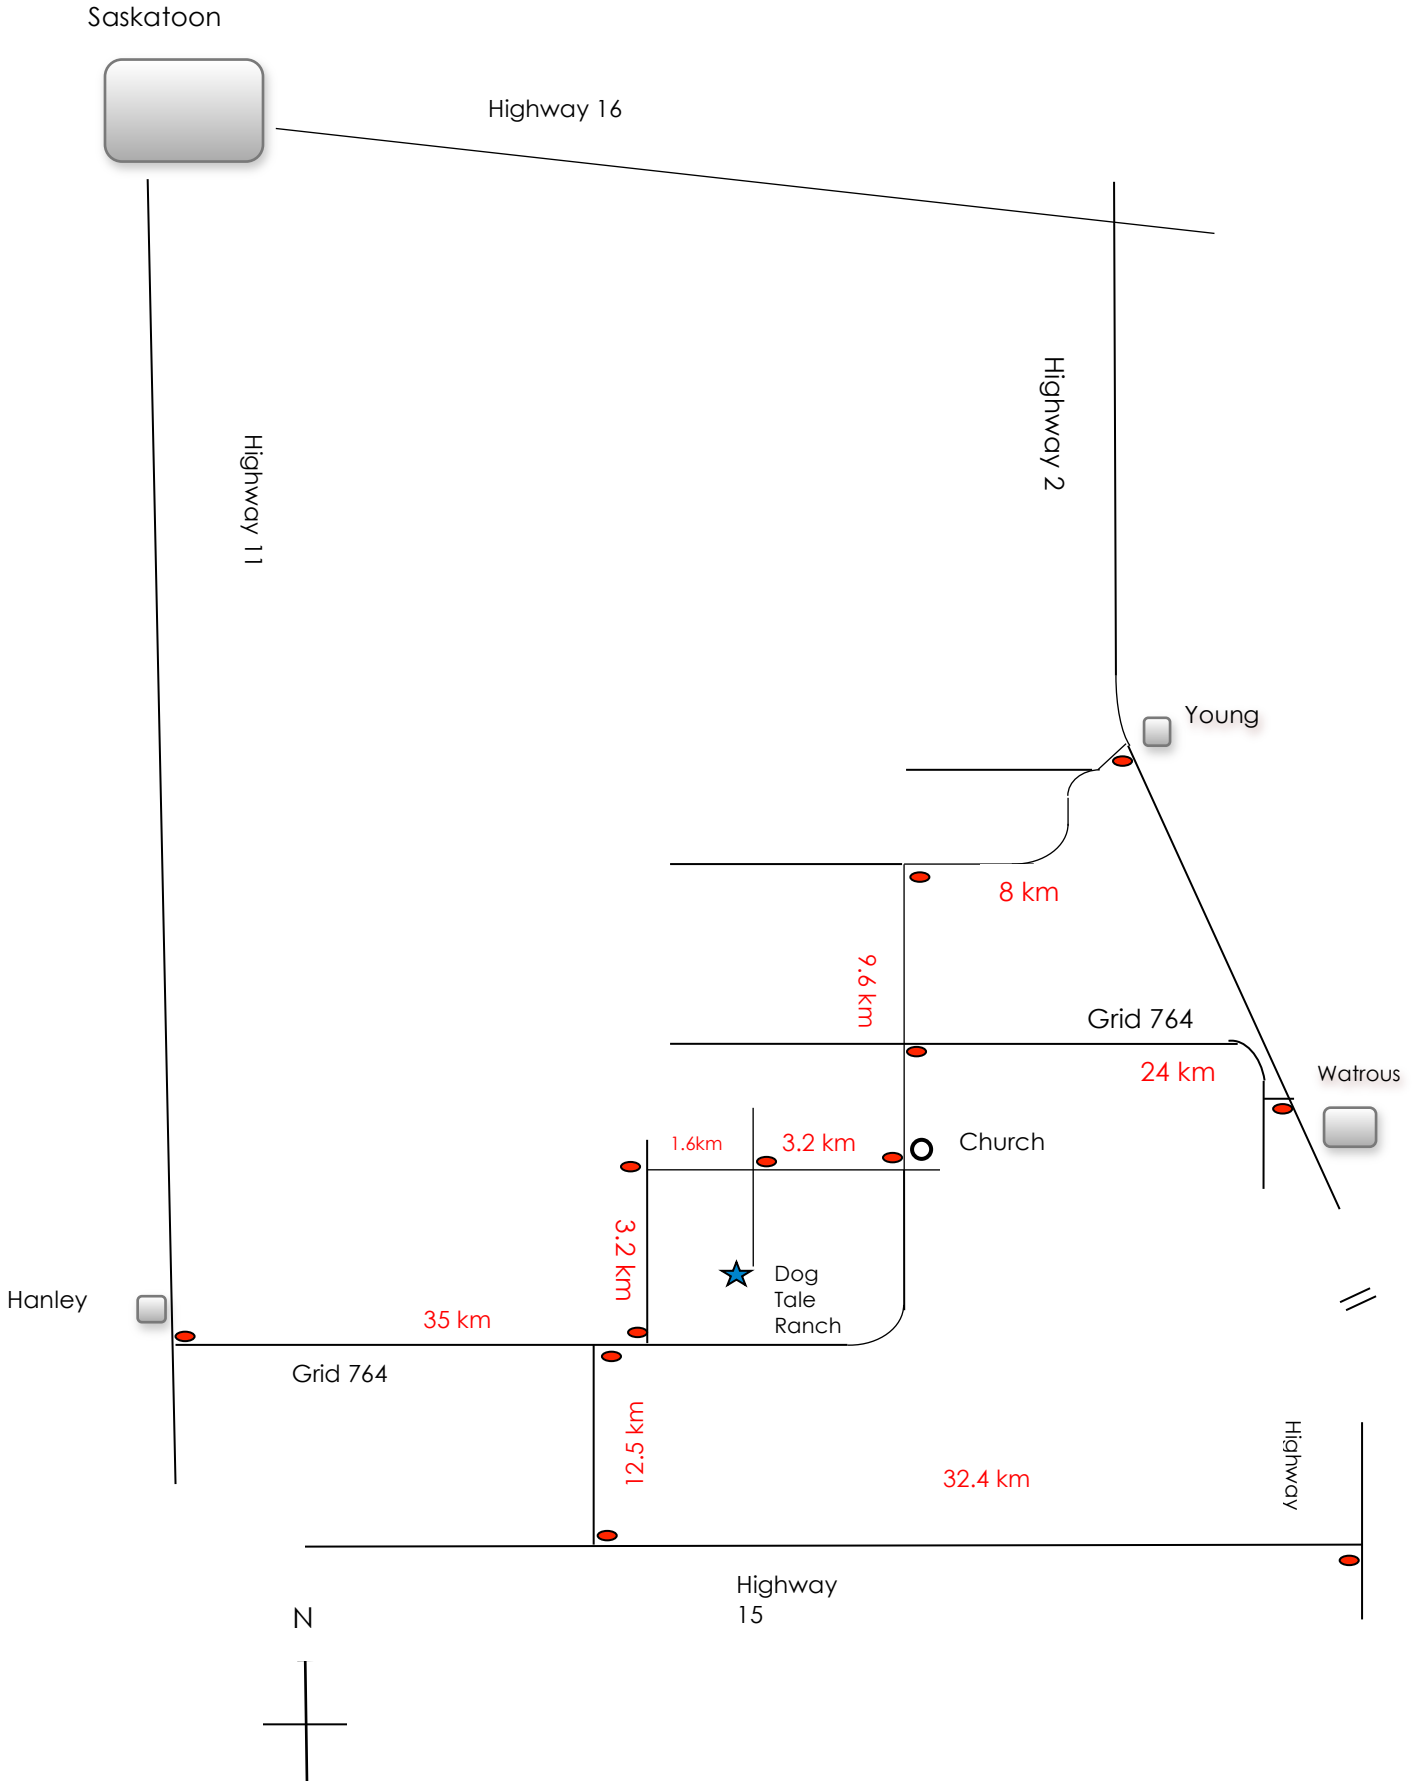 Saskatoon
Highway 16
Highway 2
Highway 11
Young
8 km
9.6 km
Grid 764
24 km
Watrous
1.6km
3.2 km
Church
3.2 km
Dog
Tale
Ranch
Hanley
35 km
Grid 764
12.5 km
32.4 km
Highway
Highway
15
N